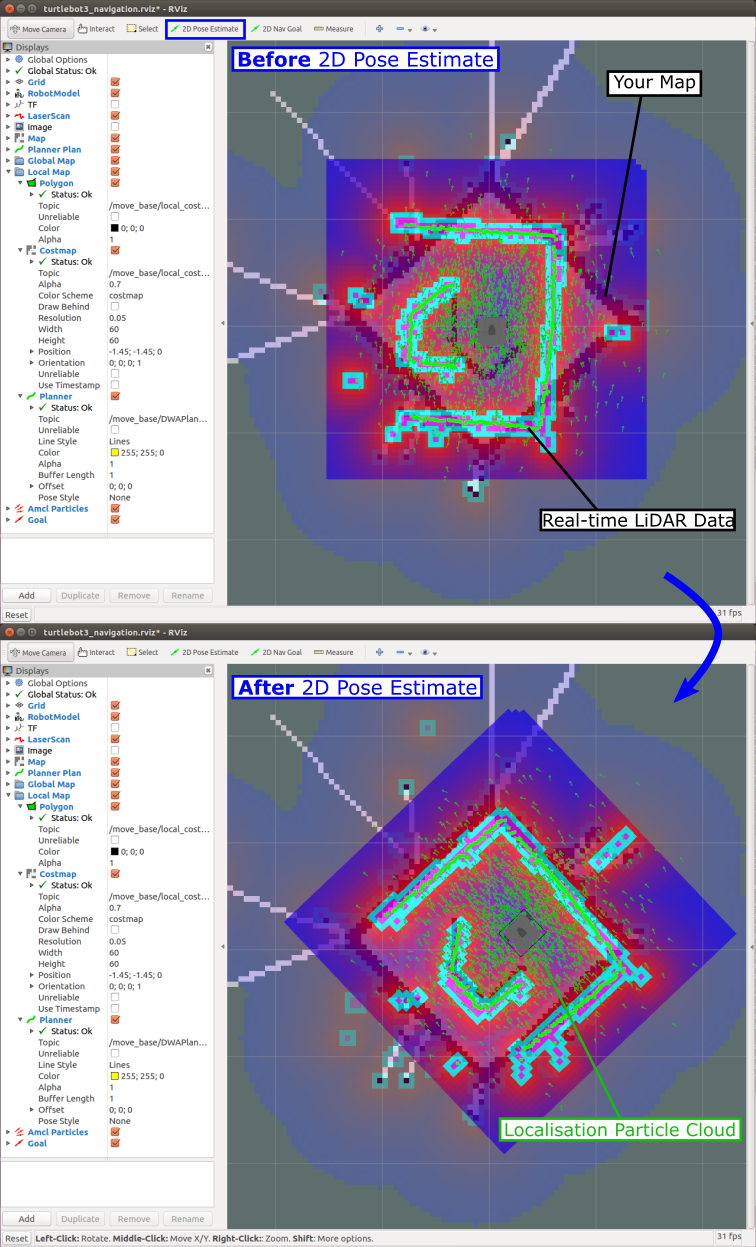 turtlebot3_navigation.rviz* - RViz
Move Camera Interact Select 2D Pose Estimate 2D Nav Goal Measure
Displays
Global Options
Global Status: Ok
Grid
RobotModel
TF
LaserScan
Image
Map
Planner Plan
Global Map
Local Map
Polygon
Status: Ok
Topic /move_base/local_cost...
Unreliable
Color 0; 0; 0
Alpha 1
Costmap
Status: Ok
Topic /move_base/local_cost...
Alpha 0.7
Color Scheme costmap
Draw Behind
Resolution 0.05
Width 60
Height 60
Position -1.45; -1.45; 0
Orientation 0; 0; 0; 1
Unreliable
Use Timestamp
Planner
Status: Ok
Topic /move_base/DWAPlan...
Unreliable
Line Style Lines
Color 255; 255; 0
Alpha 1
Buffer Length 1
Offset 0; 0; 0
Pose Style None
Amcl Particles
Goal
Add Duplicate Remove Rename
Reset
Before 2D Pose Estimate
Your Map
Real-time LiDAR Data
31 fps
turtlebot3_navigation.rviz* - RViz
Move Camera Interact Select 2D Pose Estimate 2D Nav Goal Measure
Displays
Global Options
Global Status: Ok
Grid
RobotModel
TF
LaserScan
Image
Map
Planner Plan
Global Map
Local Map
Polygon
Status: Ok
Topic /move_base/local_cost...
Unreliable
Color 0; 0; 0
Alpha 1
Costmap
Status: Ok
Topic /move_base/local_cost...
Alpha 0.7
Color Scheme costmap
Draw Behind
Resolution 0.05
Width 60
Height 60
Position -1.45; -1.45; 0
Orientation 0; 0; 0; 1
Unreliable
Use Timestamp
Planner
Status: Ok
Topic /move_base/DWAPlan...
Unreliable
Line Style Lines
Color 255; 255; 0
Alpha 1
Buffer Length 1
Offset 0; 0; 0
Pose Style None
Amcl Particles
Goal
Add Duplicate Remove Rename
After 2D Pose Estimate
Localisation Particle Cloud
Reset Left-Click: Rotate. Middle-Click: Move X/Y. Right-Click:: Zoom. Shift: More options.
31 fps